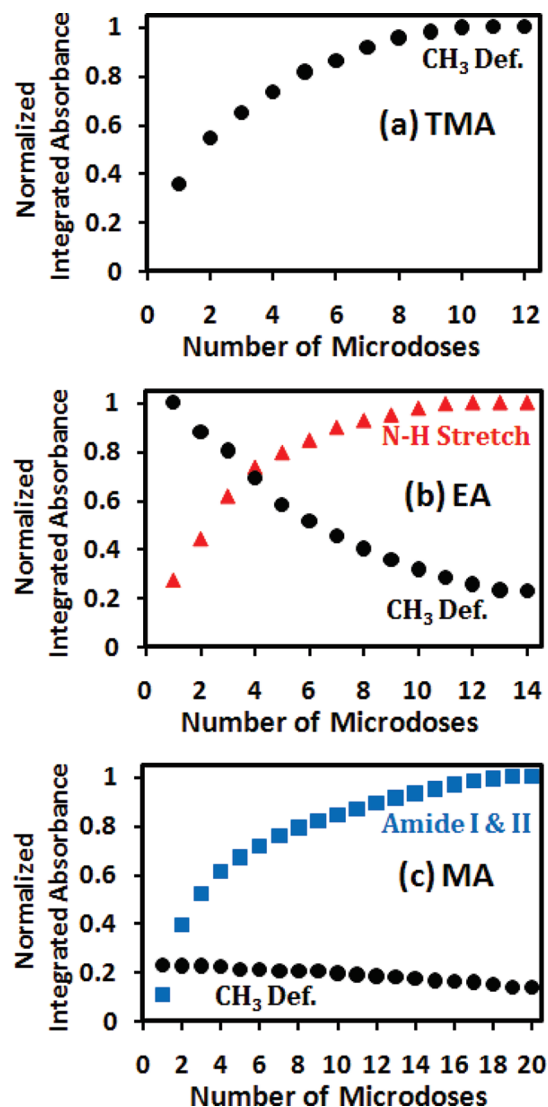 Normalized
Integrated Absorbance
1
0.8
0.6
0.4
0.2
0
CH₃ Def.
(a) TMA
0 2 4 6 8 10 12
Number of Microdoses
Normalized
Integrated Absorbance
1
0.8
0.6
0.4
0.2
0
N-H Stretch
(b) EA
CH₃ Def.
0 2 4 6 8 10 12 14
Number of Microdoses
Normalized
Integrated Absorbance
1
0.8
0.6
0.4
0.2
0
Amide I & II
(c) MA
CH₃ Def.
0 2 4 6 8 10 12 14 16 18 20
Number of Microdoses